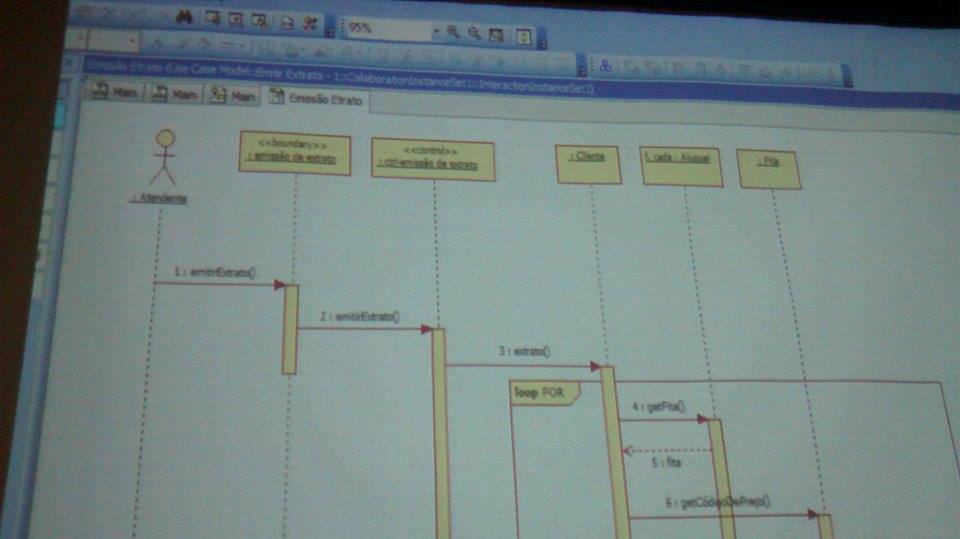 95%
Emissão Etrato (Use Case Model::Emitir Extrato - 1::CollaborationInstanceSet1::InteractionInstanceSet1)
Main
Main
Main
Emissão Etrato
<<boundary>>
: emissão de extrato
<<control>>
: ctrl-emissão de extrato
: Cliente
f. cada : Aluguel
: Fita
: Atendente
1 : emitirExtrato()
2 : emitirExtrato()
3 : extrato()
loop FOR
4 : getFita()
5 : fita
6 : getCódigoDePreço()